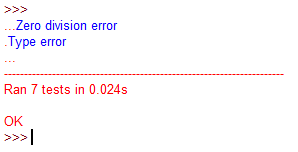 >>>
...Zero division error
.Type error
...
----------------------------------------------------------------------
Ran 7 tests in 0.024s
OK
>>>